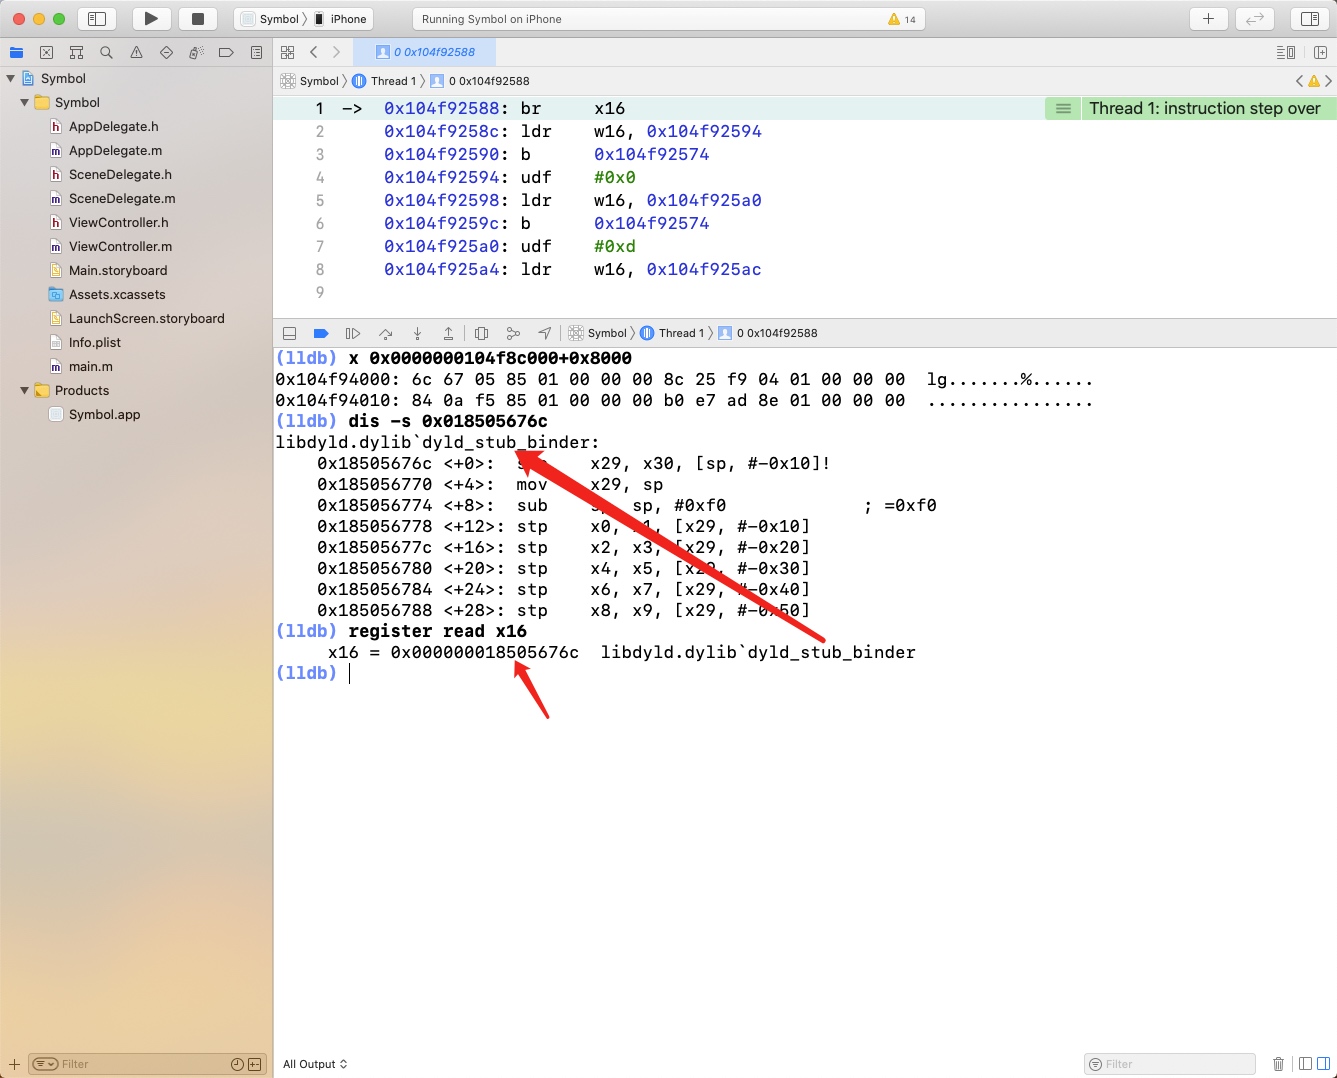 Symbol 〉 iPhone
Running Symbol on iPhone
14
0 0x104f92588
Symbol
Symbol
AppDelegate.h
AppDelegate.m
SceneDelegate.h
SceneDelegate.m
ViewController.h
ViewController.m
Main.storyboard
Assets.xcassets
LaunchScreen.storyboard
Info.plist
main.m
Products
Symbol.app
Filter
Symbol 〉 Thread 1 〉 0 0x104f92588
1 -> 0x104f92588: br x16
Thread 1: instruction step over
2 0x104f9258c: ldr w16, 0x104f92594
3 0x104f92590: b 0x104f92574
4 0x104f92594: udf #0x0
5 0x104f92598: ldr w16, 0x104f925a0
6 0x104f9259c: b 0x104f92574
7 0x104f925a0: udf #0xd
8 0x104f925a4: ldr w16, 0x104f925ac
9
Symbol 〉 Thread 1 〉 0 0x104f92588
(lldb) x 0x0000000104f8c000+0x8000
0x104f94000: 6c 67 05 85 01 00 00 00 8c 25 f9 04 01 00 00 00 lg.......%......
0x104f94010: 84 0a f5 85 01 00 00 00 b0 e7 ad 8e 01 00 00 00 ................
(lldb) dis -s 0x018505676c
libdyld.dylib`dyld_stub_binder:
0x18505676c <+0>: stp x29, x30, [sp, #-0x10]!
0x185056770 <+4>: mov x29, sp
0x185056774 <+8>: sub sp, sp, #0xf0 ; =0xf0
0x185056778 <+12>: stp x0, x1, [x29, #-0x10]
0x18505677c <+16>: stp x2, x3, [x29, #-0x20]
0x185056780 <+20>: stp x4, x5, [x29, #-0x30]
0x185056784 <+24>: stp x6, x7, [x29, #-0x40]
0x185056788 <+28>: stp x8, x9, [x29, #-0x50]
(lldb) register read x16
x16 = 0x000000018505676c libdyld.dylib`dyld_stub_binder
(lldb)
All Output
Filter